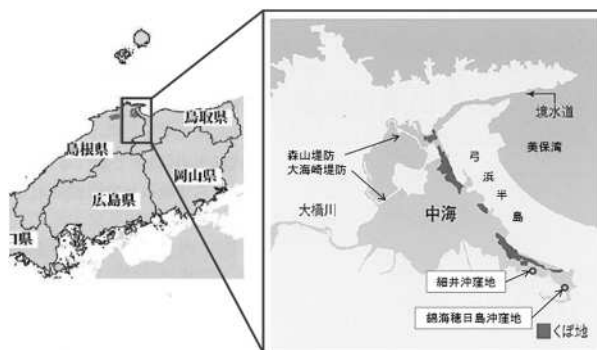 鳥取県
島根県
岡山県
広島県
口県
境水道
美保湾
森山堤防
大海崎堤防
弓浜半島
大橋川
中海
細井沖窪地
錦海穂日島沖窪地
くぼ地